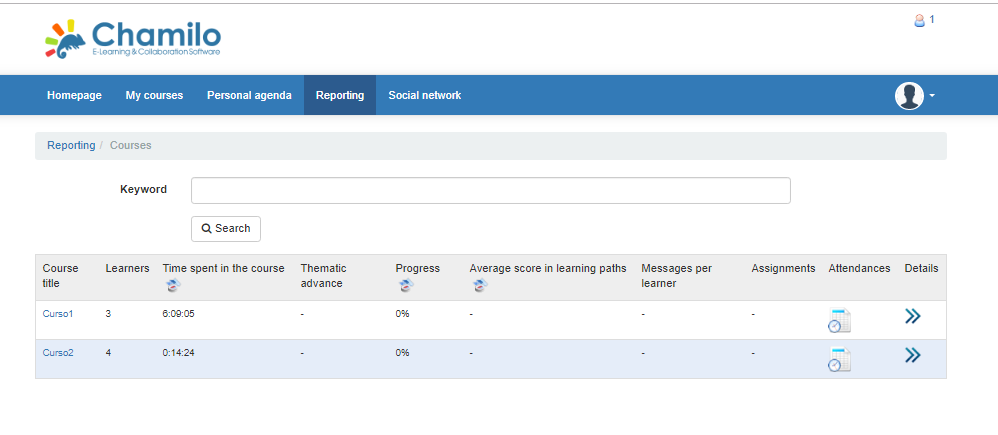 Chamilo
E-Learning & Collaboration Software
1
Homepage My courses Personal agenda Reporting Social network
Reporting / Courses
Keyword
Search
Course title Learners Time spent in the course Thematic advance Progress Average score in learning paths Messages per learner Assignments Attendances Details
Curso1 3 6:09:05 - 0% - - -
Curso2 4 0:14:24 - 0% - - -